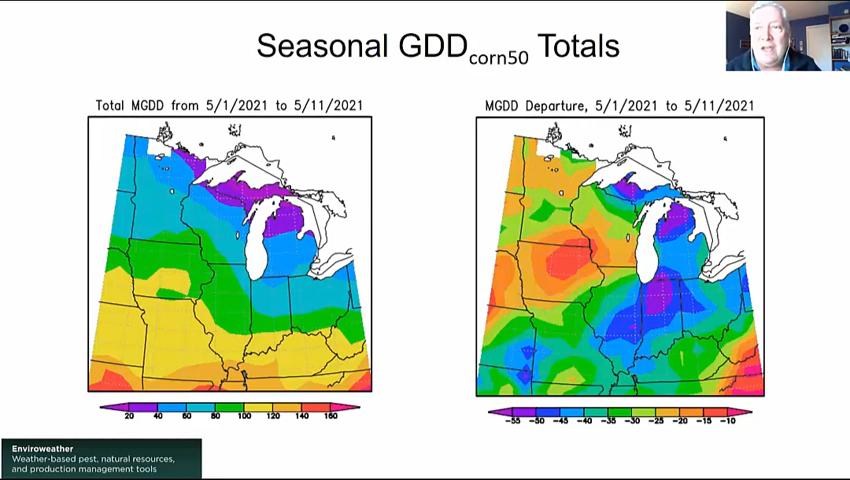 Seasonal GDDcorn50 Totals
Total MGDD from 5/1/2021 to 5/11/2021
MGDD Departure, 5/1/2021 to 5/11/2021
20 40 60 80 100 120 140 160
-55 -50 -45 -40 -35 -30 -25 -20 -15 -10
Enviroweather
Weather-based pest, natural resources,
and production management tools